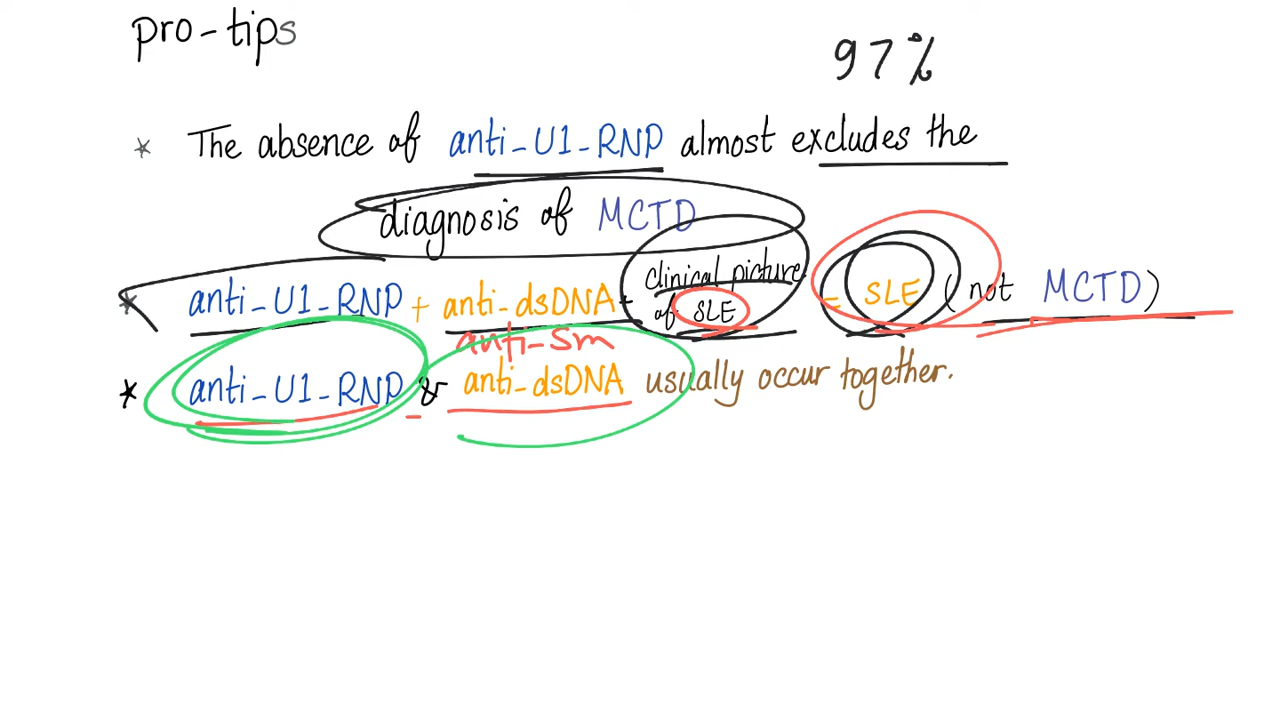 pro-tips
97%
* The absence of anti-U1-RNP almost excludes the
diagnosis of MCTD
* anti-U1-RNP + anti-dsDNA + clinical picture of SLE = SLE (not MCTD)
anti-Sm
* anti-U1-RNP & anti-dsDNA usually occur together.